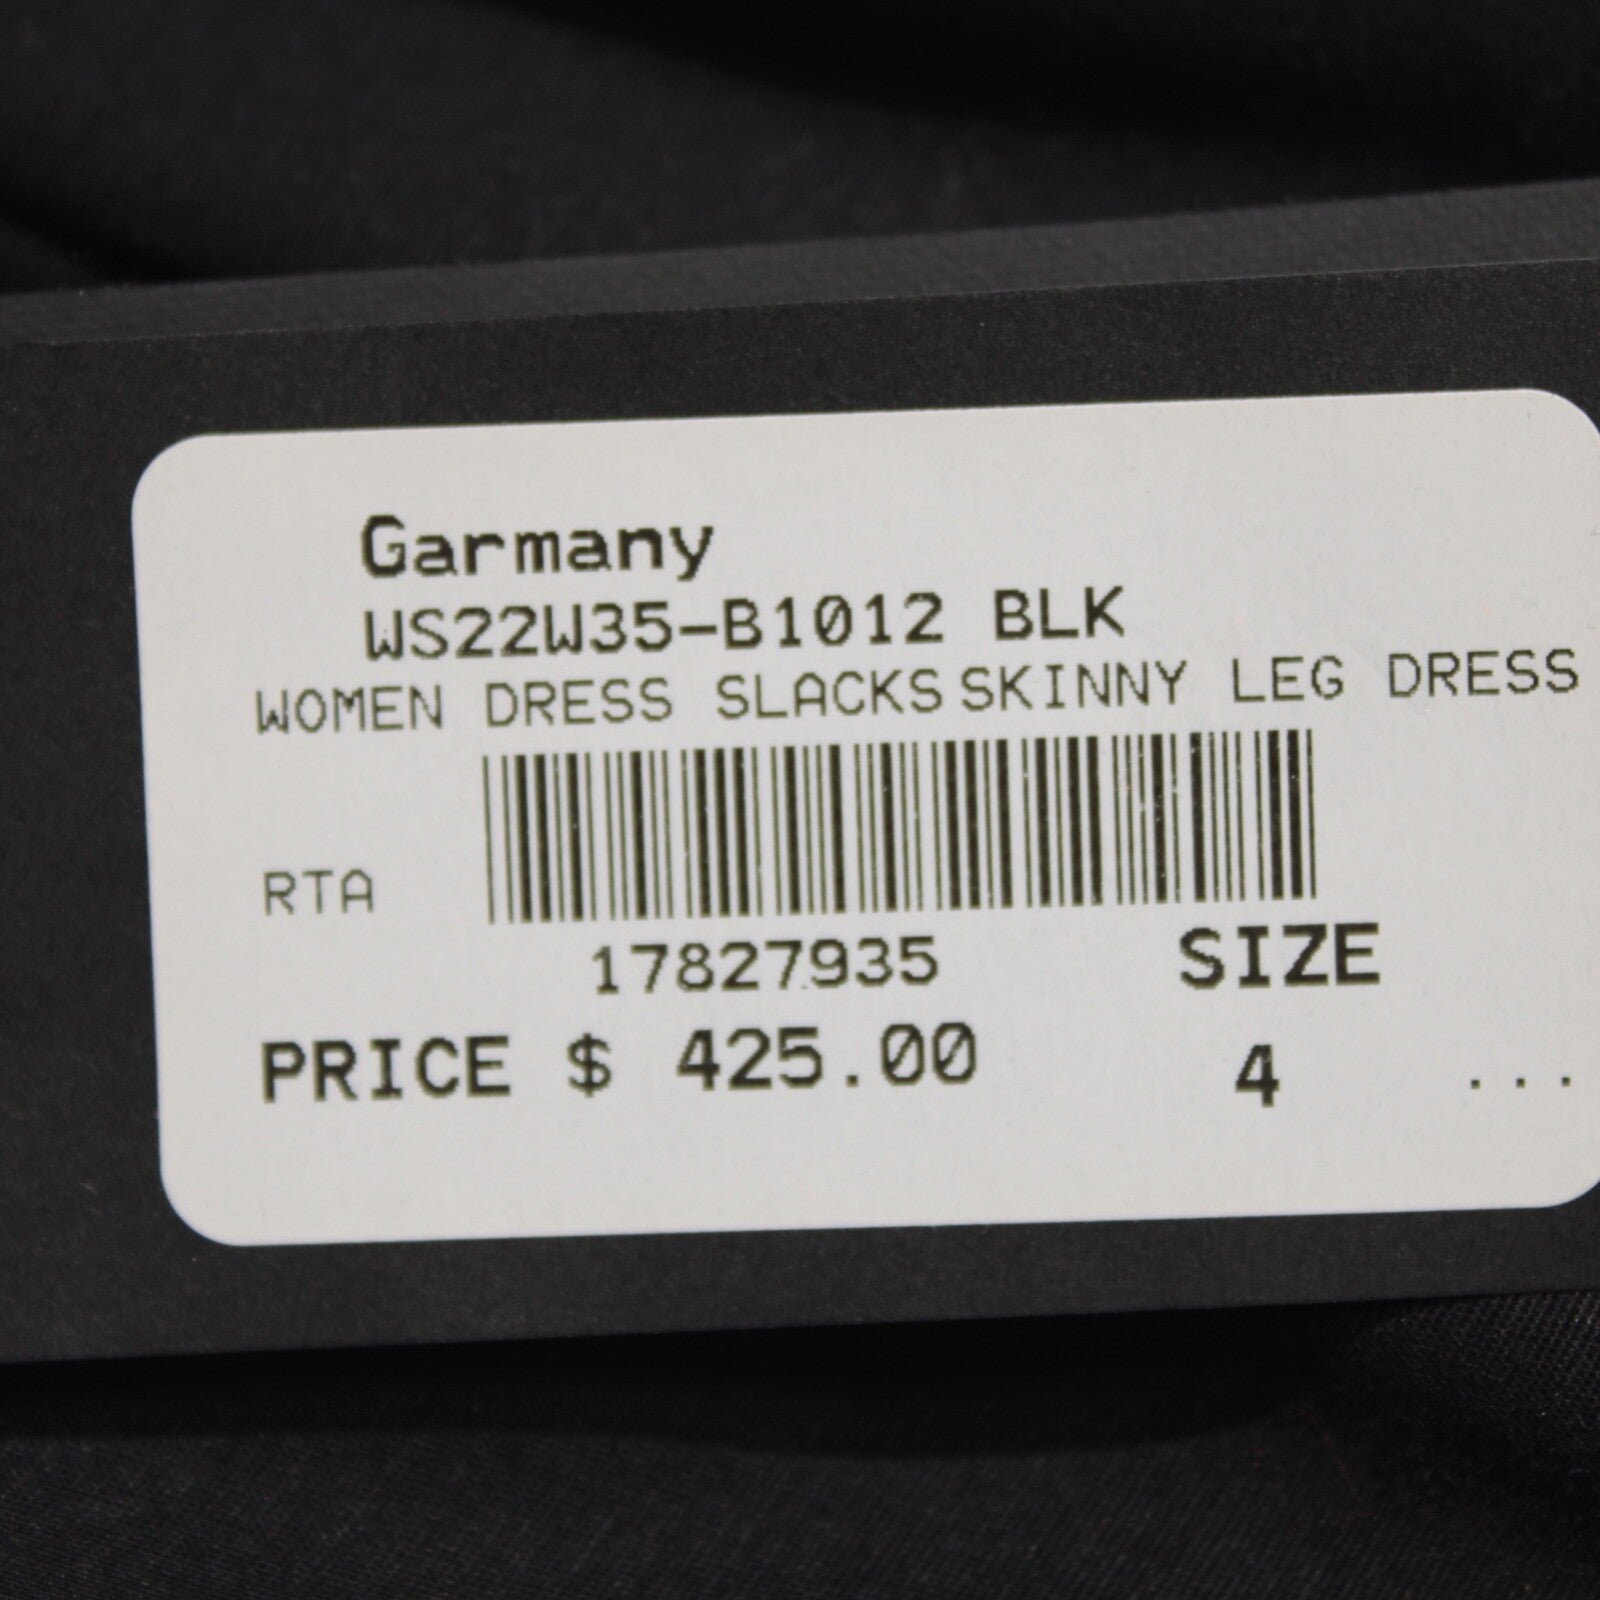 Garmany
WS22W35-B1012 BLK
WOMEN DRESS SLACKS SKINNY LEG DRESS
RTA
17827935
SIZE
PRICE $ 425.00
4
...